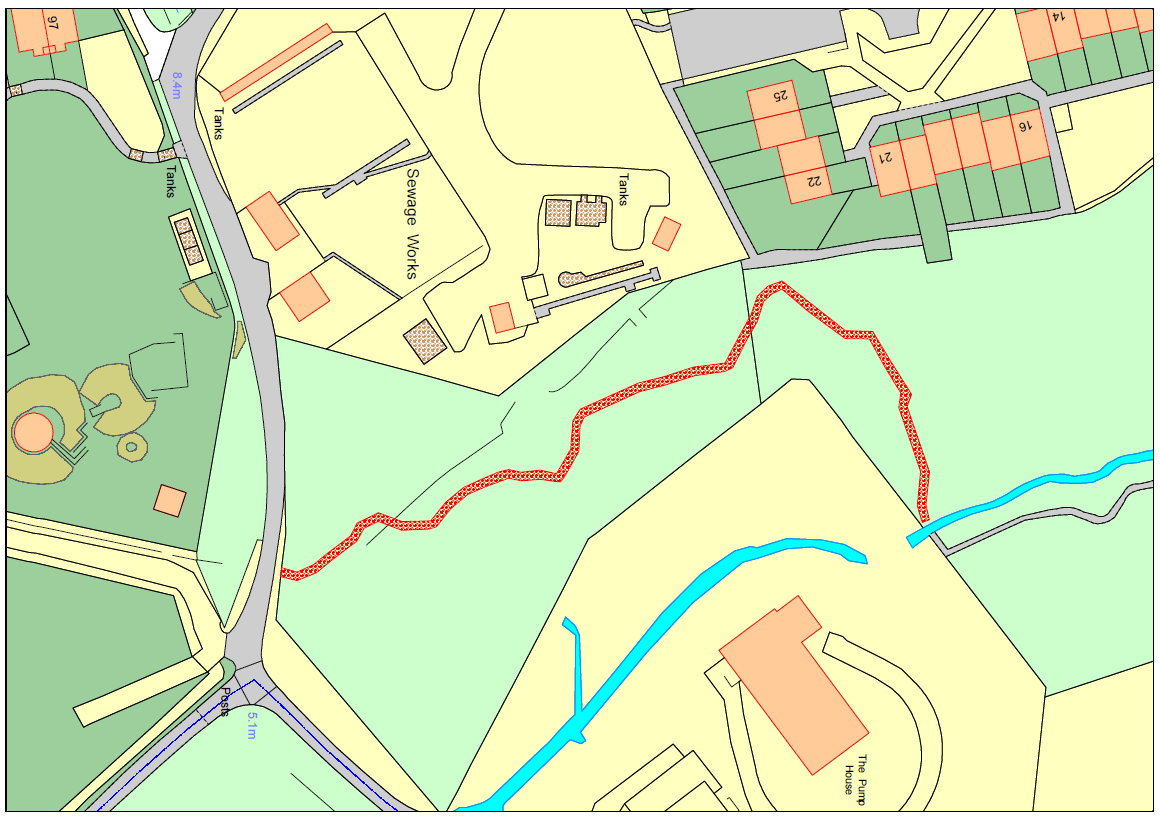 97
14
8.4m
25
Tanks
16
21
Tanks
22
Tanks
Sewage Works
Posts
5.1m
The Pump
House